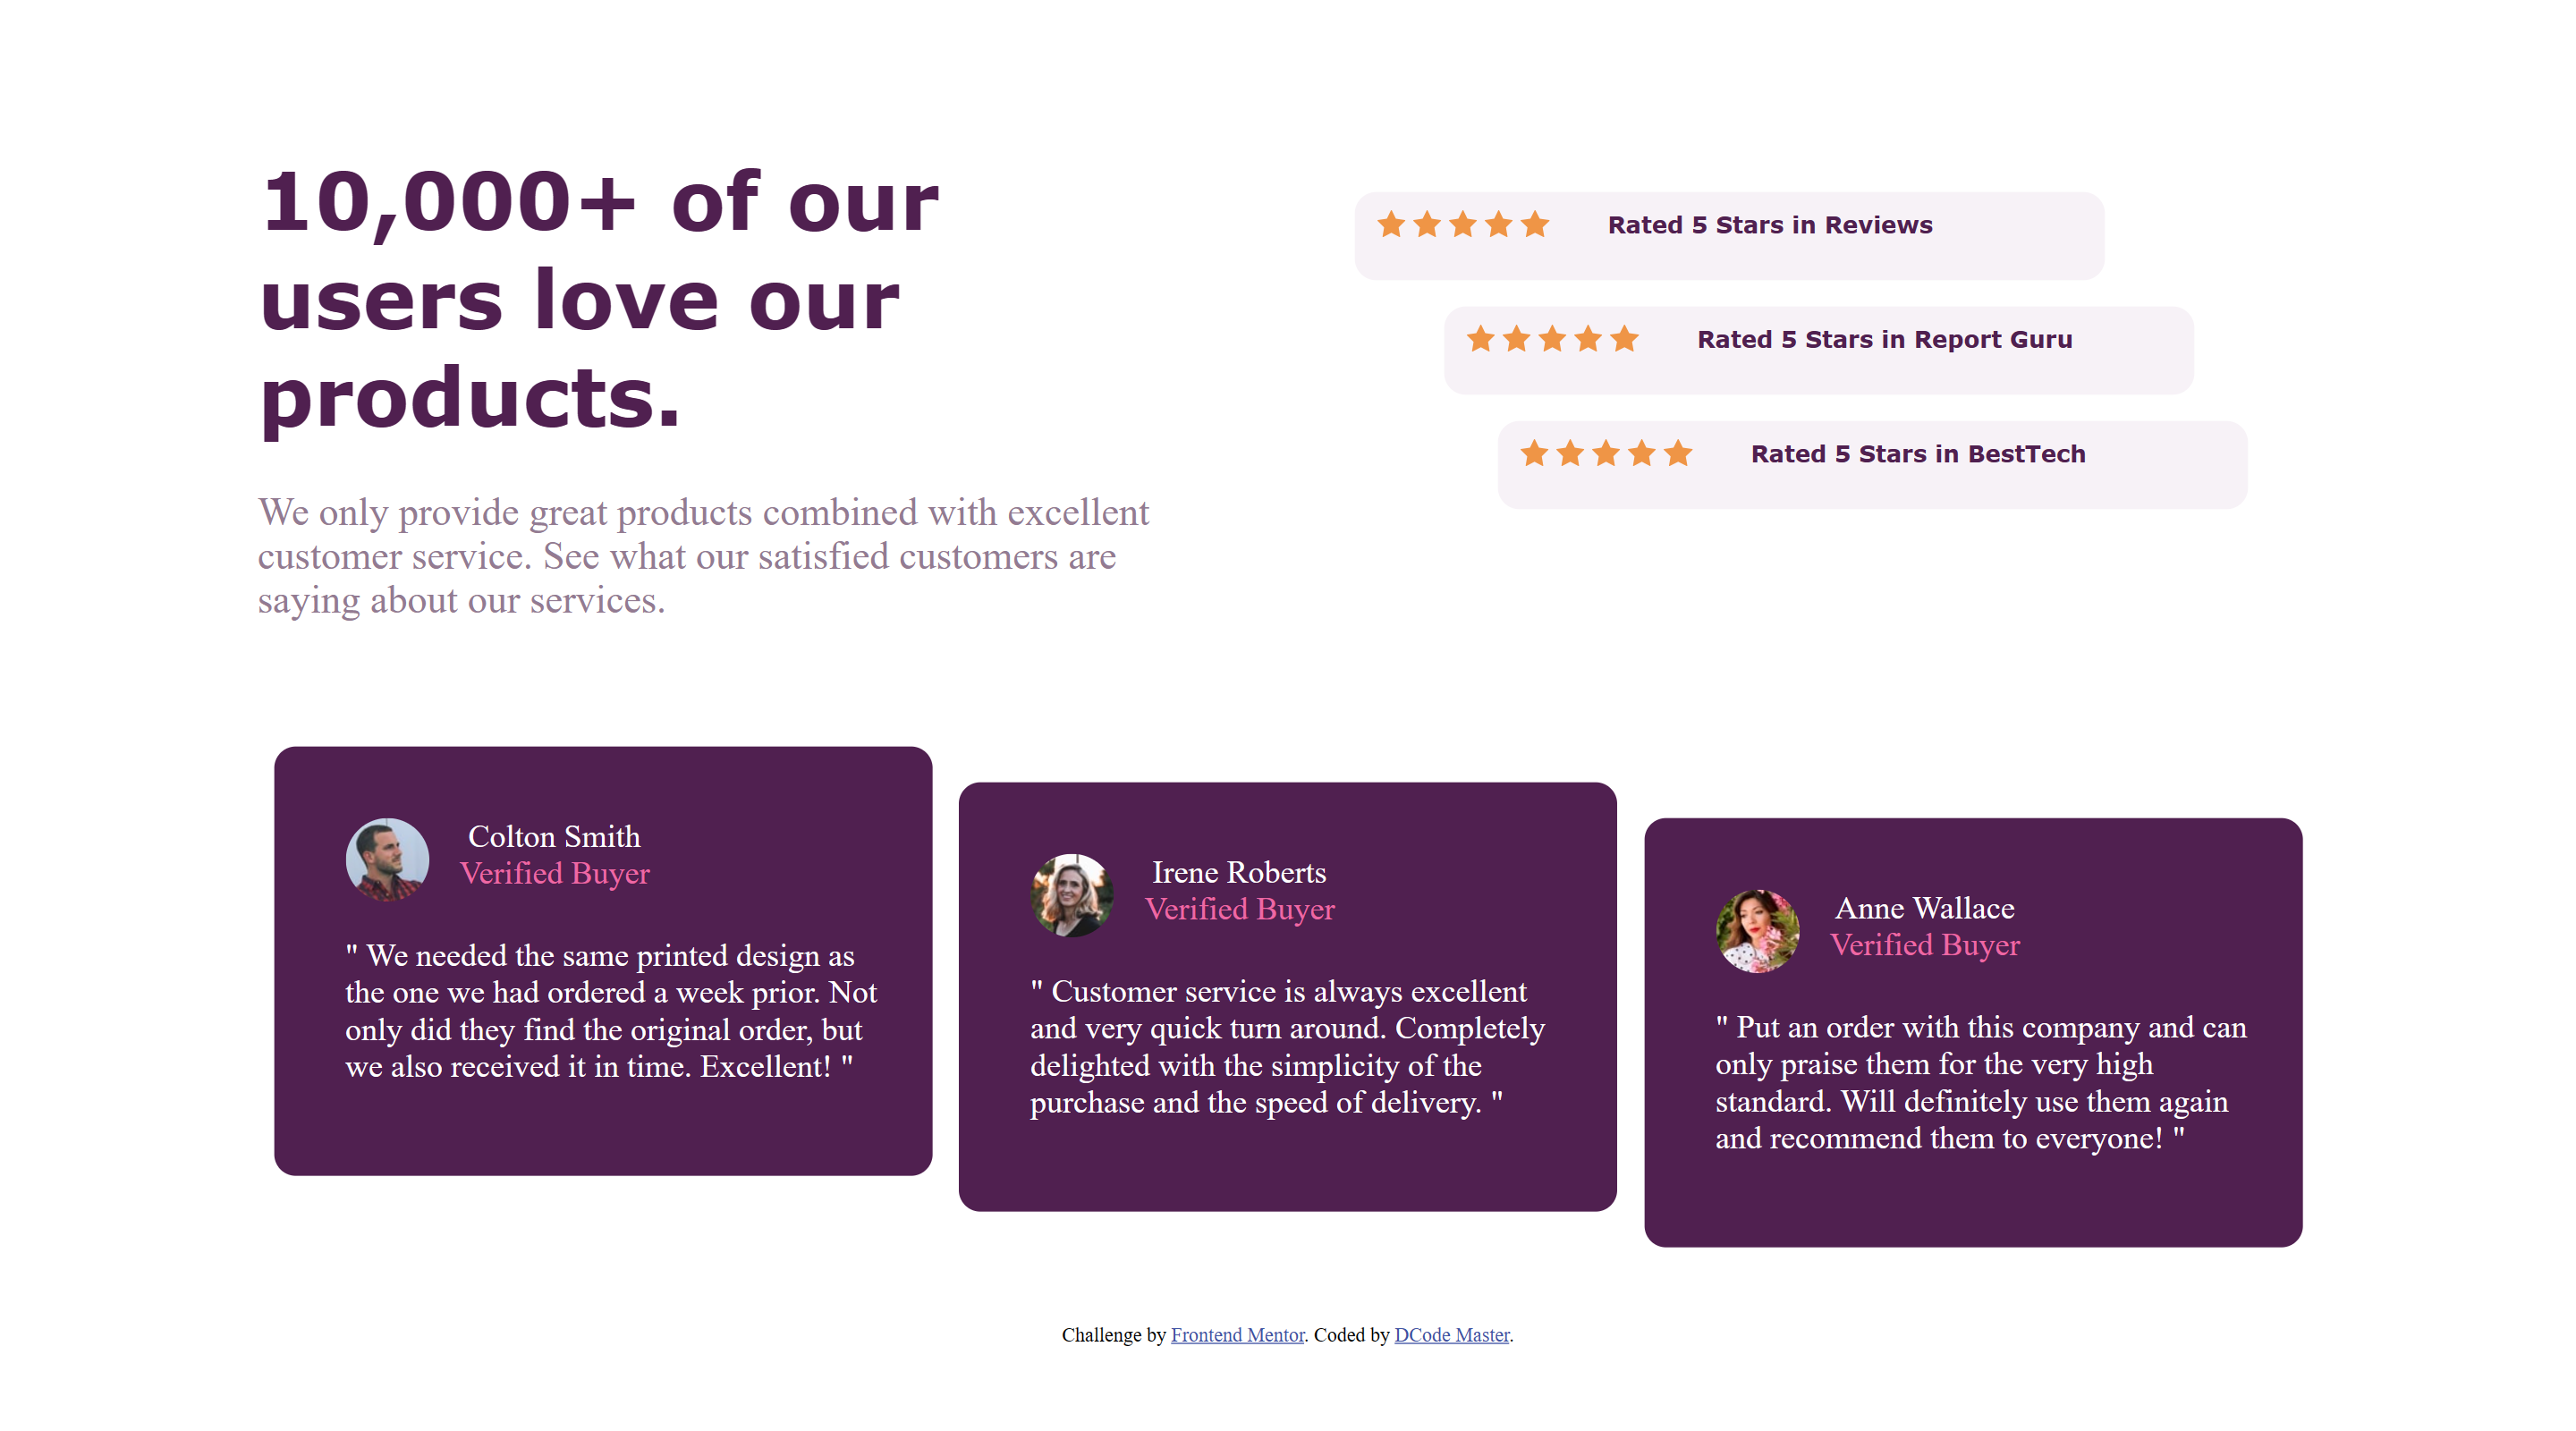 10,000+ of our
users love our
products.
We only provide great products combined with excellent
customer service. See what our satisfied customers are
saying about our services.
Rated 5 Stars in Reviews
Rated 5 Stars in Report Guru
Rated 5 Stars in BestTech
Colton Smith
Verified Buyer
" We needed the same printed design as
the one we had ordered a week prior. Not
only did they find the original order, but
we also received it in time. Excellent! "
Irene Roberts
Verified Buyer
" Customer service is always excellent
and very quick turn around. Completely
delighted with the simplicity of the
purchase and the speed of delivery. "
Anne Wallace
Verified Buyer
" Put an order with this company and can
only praise them for the very high
standard. Will definitely use them again
and recommend them to everyone! "
Challenge by Frontend Mentor. Coded by DCode Master.